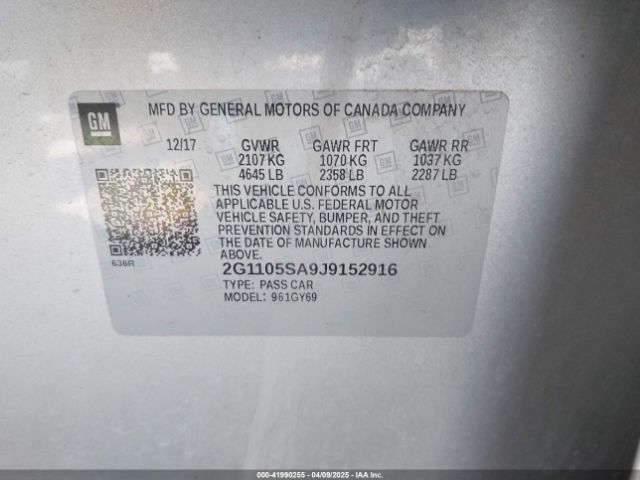 GM
MFD BY GENERAL MOTORS OF CANADA COMPANY
12/17 GVWR GAWR FRT GAWR RR
2107 KG 1070 KG 1037 KG
4645 LB 2358 LB 2287 LB
THIS VEHICLE CONFORMS TO ALL
APPLICABLE U.S. FEDERAL MOTOR
VEHICLE SAFETY, BUMPER, AND THEFT
PREVENTION STANDARDS IN EFFECT ON
THE DATE OF MANUFACTURE SHOWN
ABOVE.
636R
2G1105SA9J9152916
TYPE: PASS CAR
MODEL: 961GY69
000-41990255 - 04/09/2025 - IAAI.COM